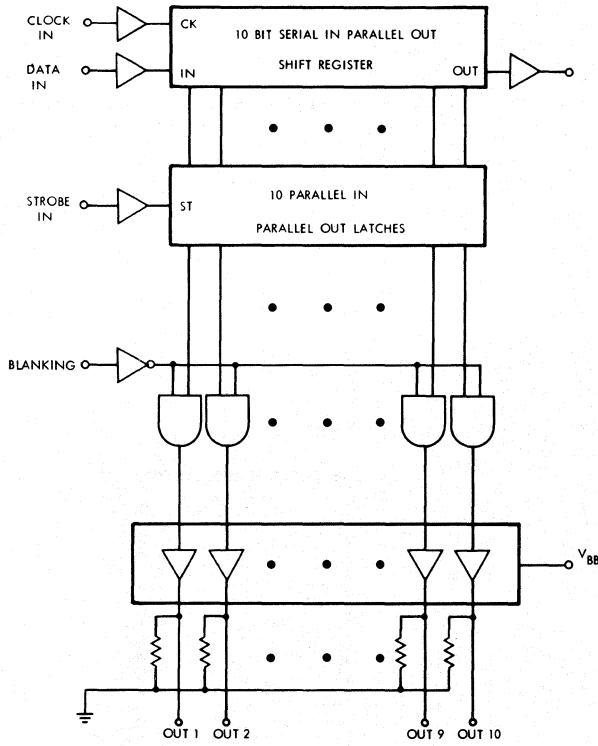 CLOCK
IN
CK
10 BIT SERIAL IN PARALLEL OUT
SHIFT REGISTER
DATA
IN
IN
OUT
STROBE
IN
ST
10 PARALLEL IN
PARALLEL OUT LATCHES
BLANKING
VBB
OUT 1
OUT 2
OUT 9
OUT 10